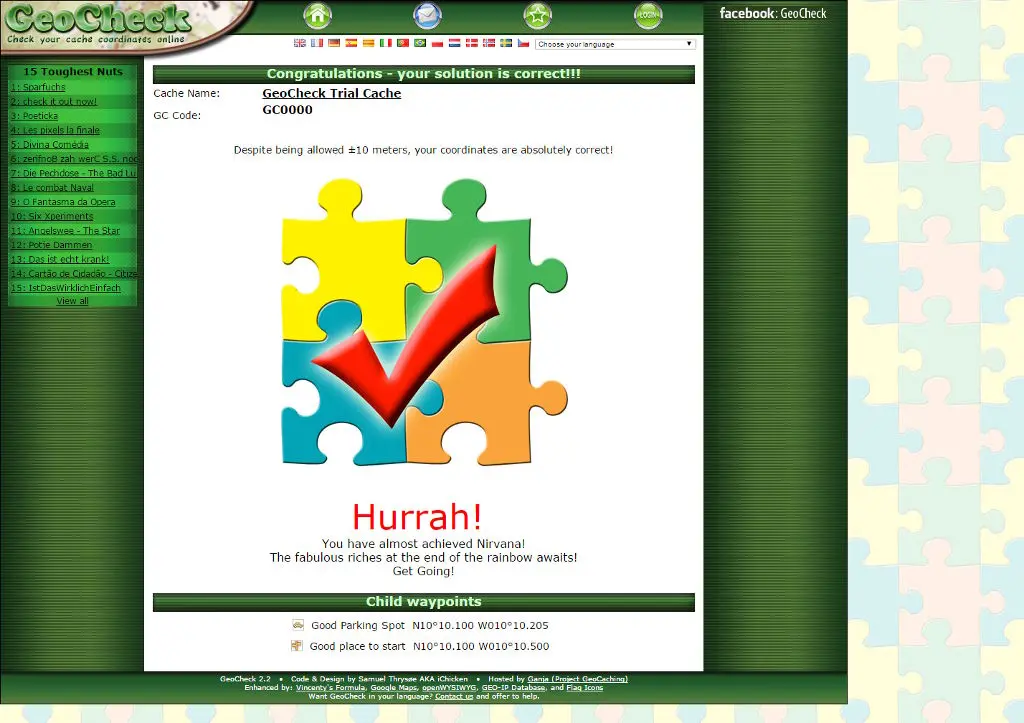 GeoCheck
Check your cache coordinates online
LOGIN
facebook: GeoCheck
Choose your language
15 Toughest Nuts
1: Sparfuchs
2: check it out now!
3: Poeticka
4: Les pixels la finale
5: Divina Comédia
6: zenfnoB zah werC S.S. noc
7: Die Pechdose - The Bad Lu
8: Le combat Naval
9: O Fantasma da Opera
10: Six Xperiments
11: Angelswee - The Star
12: Potje Dammen
13: Das ist echt krank!
14: Cartão de Cidadão - Citize
15: IstDasWirklichEinfach
View all
Congratulations - your solution is correct!!!
Cache Name: GeoCheck Trial Cache
GC Code: GC0000
Despite being allowed ±10 meters, your coordinates are absolutely correct!
Hurrah!
You have almost achieved Nirvana!
The fabulous riches at the end of the rainbow awaits!
Get Going!
Child waypoints
Good Parking Spot N10°10.100 W010°10.205
Good place to start N10°10.100 W010°10.500
GeoCheck 2.2 • Code & Design by Samuel Thrysøe AKA iChicken • Hosted by Ganja (Project GeoCaching)
Enhanced by: Vincenty's Formula, Google Maps, openWYSIWYG, GEO-IP Database, and Flag Icons
Want GeoCheck in your language? Contact us and offer to help.